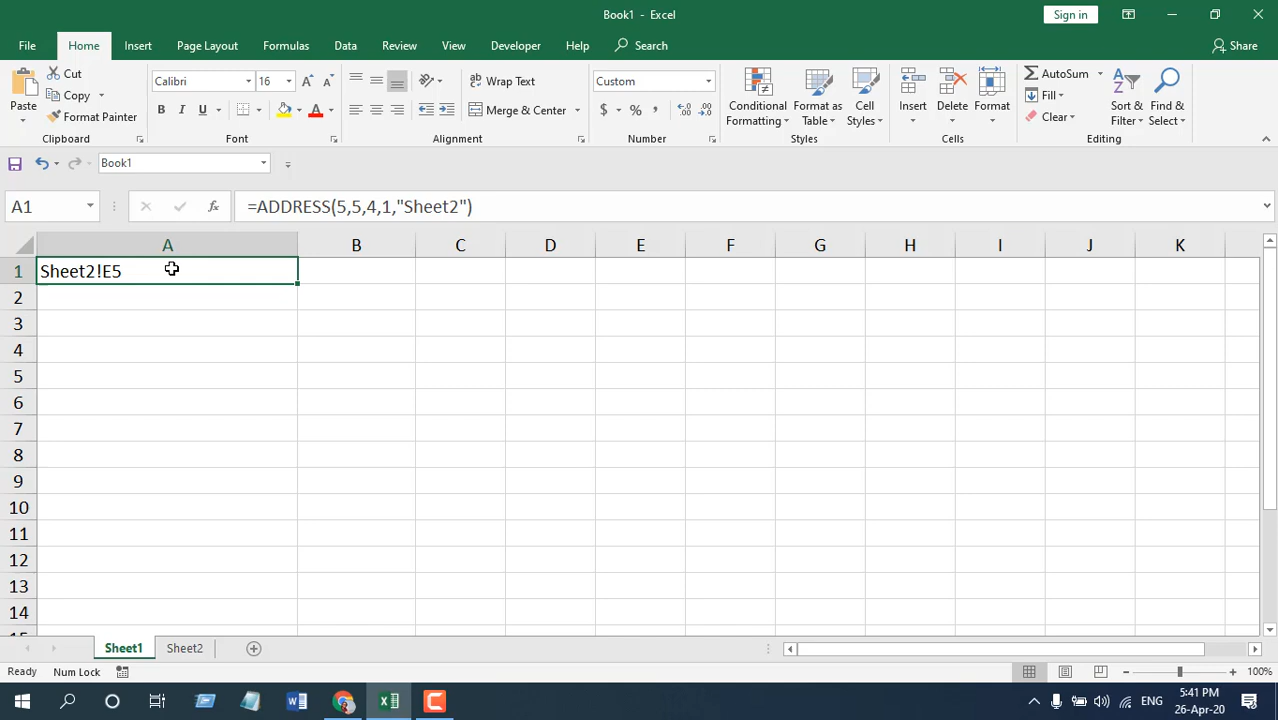 Book1 - Excel
Sign in
File Home Insert Page Layout Formulas Data Review View Developer Help Search Share
Paste
Cut
Copy
Format Painter
Clipboard
Calibri 16
B I U
Font
Wrap Text
Merge & Center
Alignment
Custom
$ % ,
Number
Conditional Formatting
Format as Table
Cell Styles
Styles
Insert Delete Format
Cells
AutoSum
Fill
Clear
Sort & Filter
Find & Select
Editing
Book1
A1 fx =ADDRESS(5,5,4,1,"Sheet2")
A B C D E F G H I J K
1 Sheet2!E5
2
3
4
5
6
7
8
9
10
11
12
13
14
15
Sheet1 Sheet2
Ready Num Lock 100%
ENG 5:41 PM
26-Apr-20